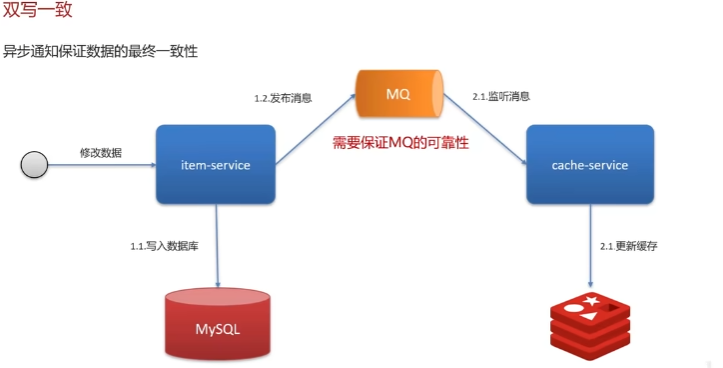 双写一致
异步通知保证数据的最终一致性
MQ
1.2.发布消息
2.1.监听消息
需要保证MQ的可靠性
修改数据
item-service
cache-service
1.1.写入数据库
2.1.更新缓存
MySQL